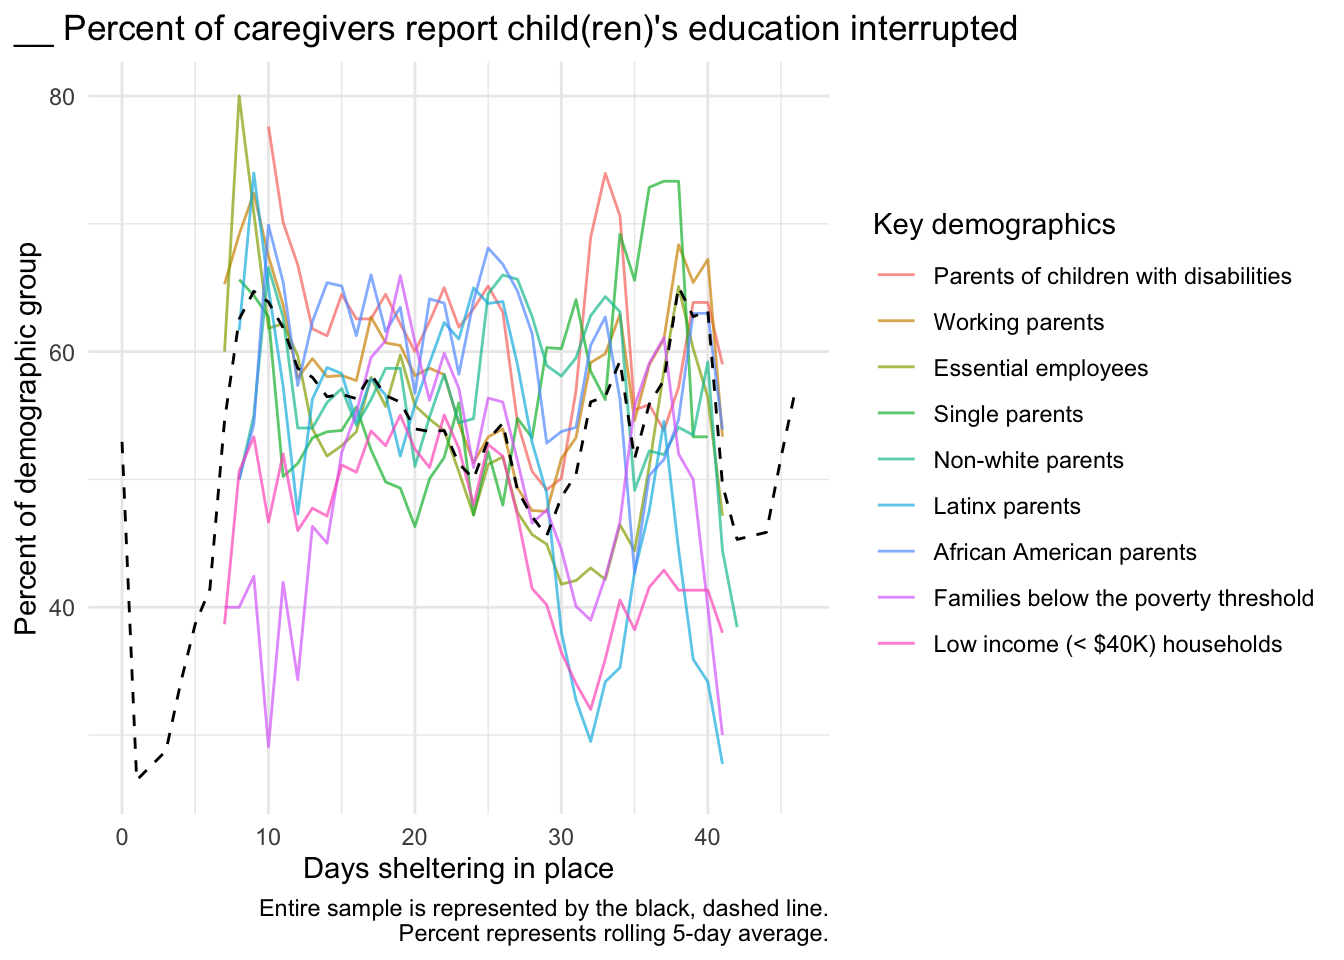 __ Percent of caregivers report child(ren)'s education interrupted
Percent of demographic group
80
60
40
0 10 20 30 40
Days sheltering in place
Key demographics
Parents of children with disabilities
Working parents
Essential employees
Single parents
Non-white parents
Latinx parents
African American parents
Families below the poverty threshold
Low income (< $40K) households
Entire sample is represented by the black, dashed line.
Percent represents rolling 5-day average.